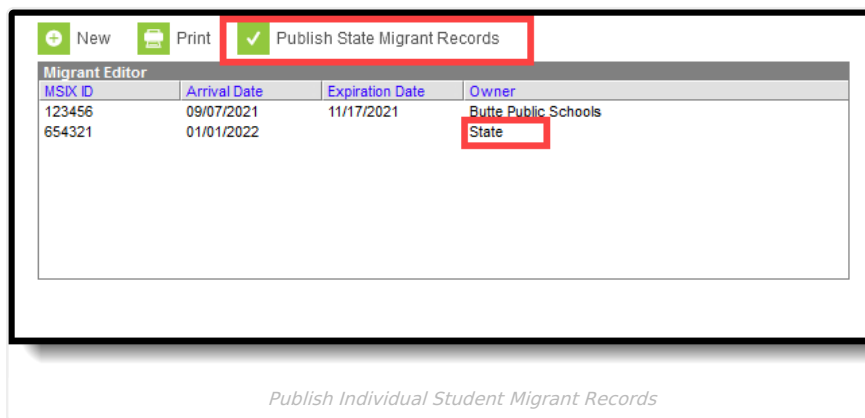 New Print Publish State Migrant Records
Migrant Editor
MSIX ID Arrival Date Expiration Date Owner
123456 09/07/2021 11/17/2021 Butte Public Schools
654321 01/01/2022 State
Publish Individual Student Migrant Records